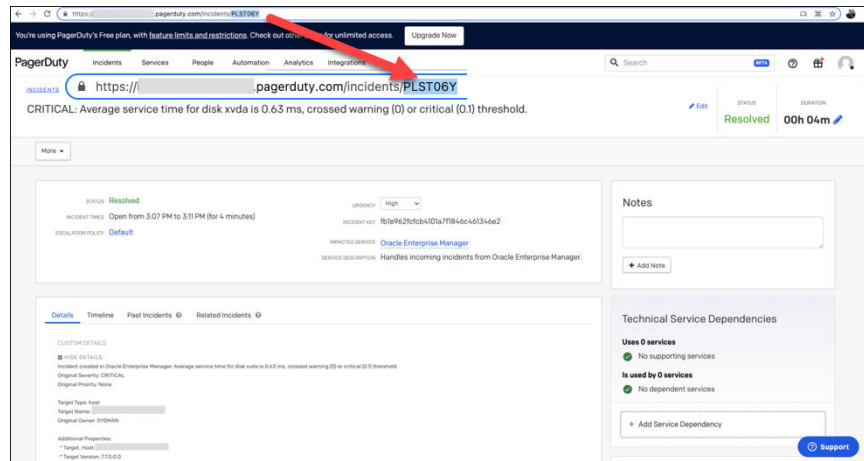 https:// pagerduty.com/incidents/PLST06Y
You're using PagerDuty's Free plan, with feature limits and restrictions. Check out other plans for unlimited access. Upgrade Now
PagerDuty Incidents Services People Automation Analytics Integrations Search BETA
https://i .pagerduty.com/incidents/PLST06Y
INCIDENTS
CRITICAL: Average service time for disk xvda is 0.63 ms, crossed warning (0) or critical (0.1) threshold.
Edit
STATUS
Resolved
DURATION
00h 04m
More
STATUS Resolved
INCIDENT TIMES Open from 3:07 PM to 3:11 PM (for 4 minutes)
ESCALATION POLICY Default
URGENCY High
INCIDENT KEY fb1e962fcfcb4101a7f1846c461346e2
IMPACTED SERVICE Oracle Enterprise Manager
SERVICE DESCRIPTION Handles incoming incidents from Oracle Enterprise Manager.
Notes
+ Add Note
Details Timeline Past Incidents Related Incidents
CUSTOM DETAILS
HIDE DETAILS
Incident created in Oracle Enterprise Manager: Average service time for disk xvda is 0.63 ms, crossed warning (0) or critical (0.1) threshold.
Original Severity: CRITICAL
Original Priority: None
Target Type: host
Target Name:
Original Owner: SYSMAN
Additional Properties:
* Target_Host:
* Target Version: 7.7.0.0.0
Technical Service Dependencies
Uses 0 services
No supporting services
Is used by 0 services
No dependent services
+ Add Service Dependency
Support